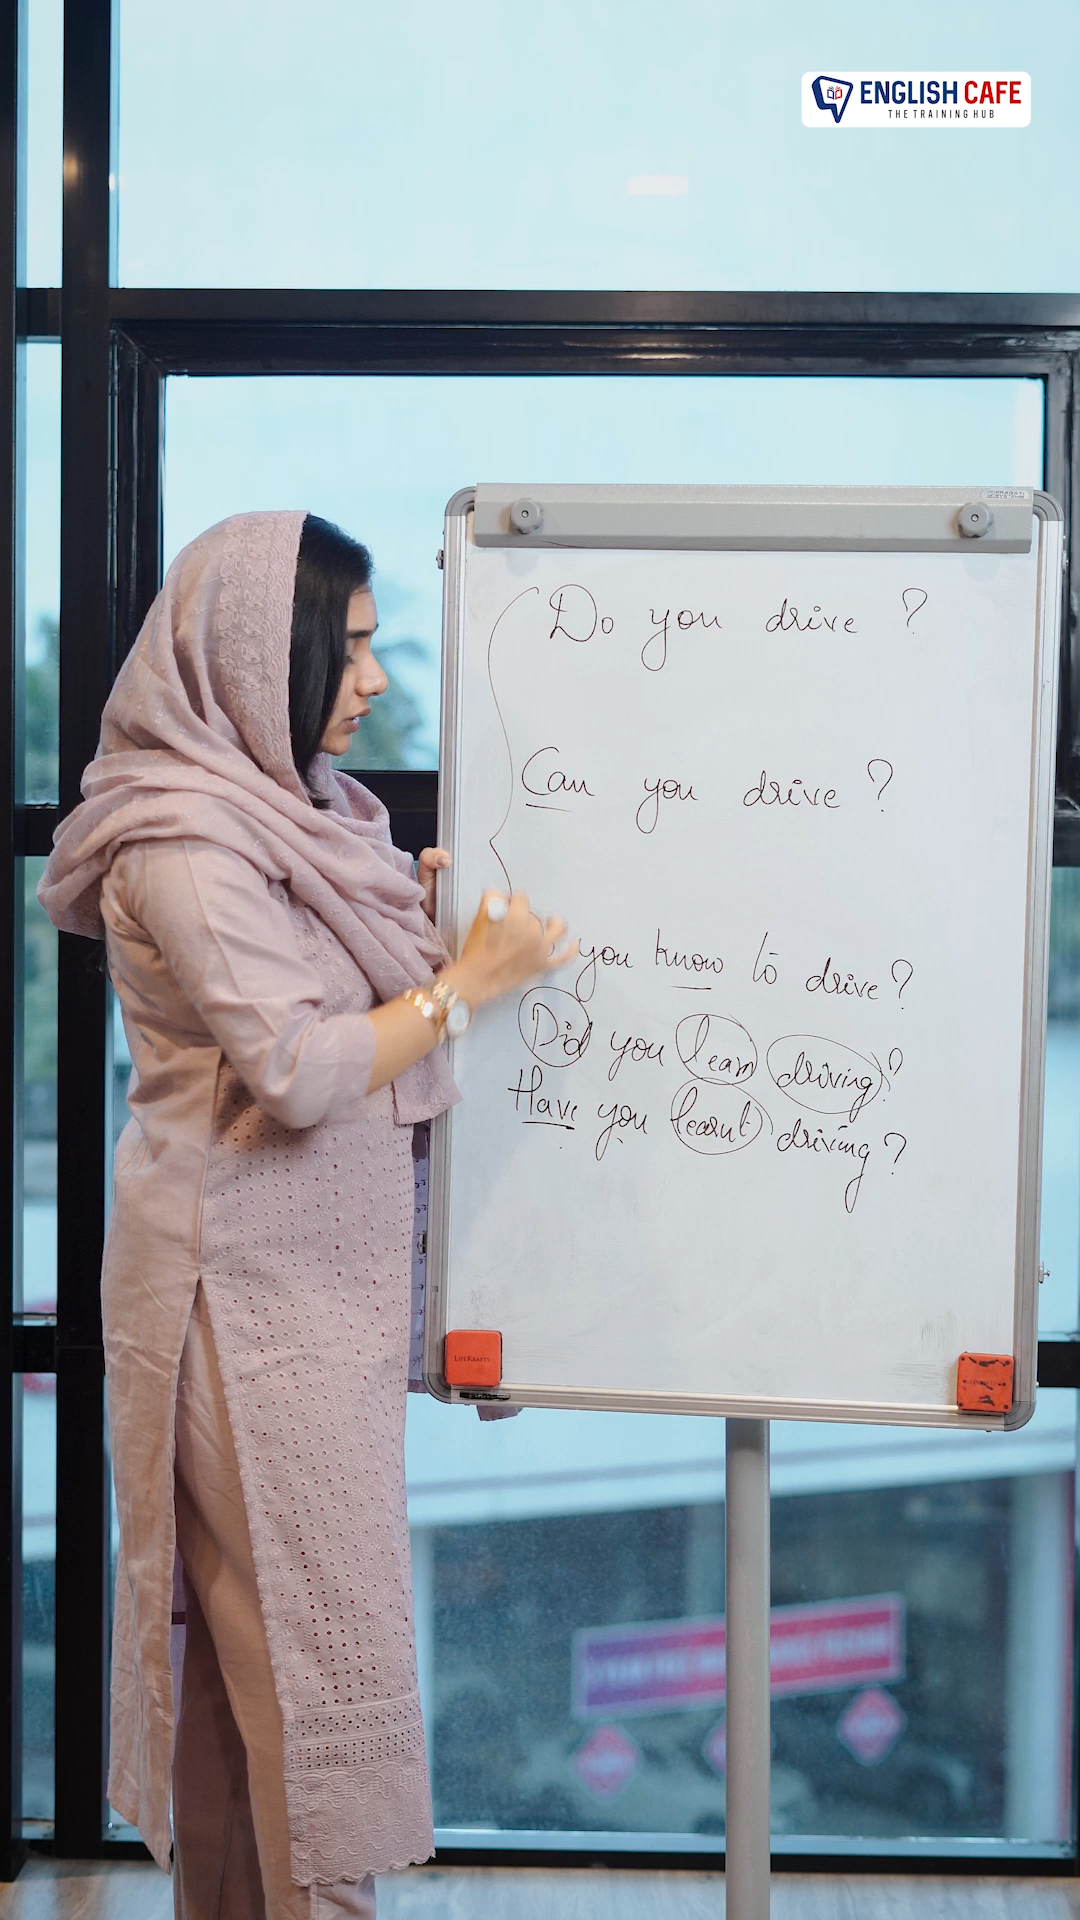 ENGLISH CAFE
THE TRAINING HUB
Do you drive ?
Can you drive ?
you know to drive?
Did you learn driving?
Have you learnt driving?
LIFEKRAFTS